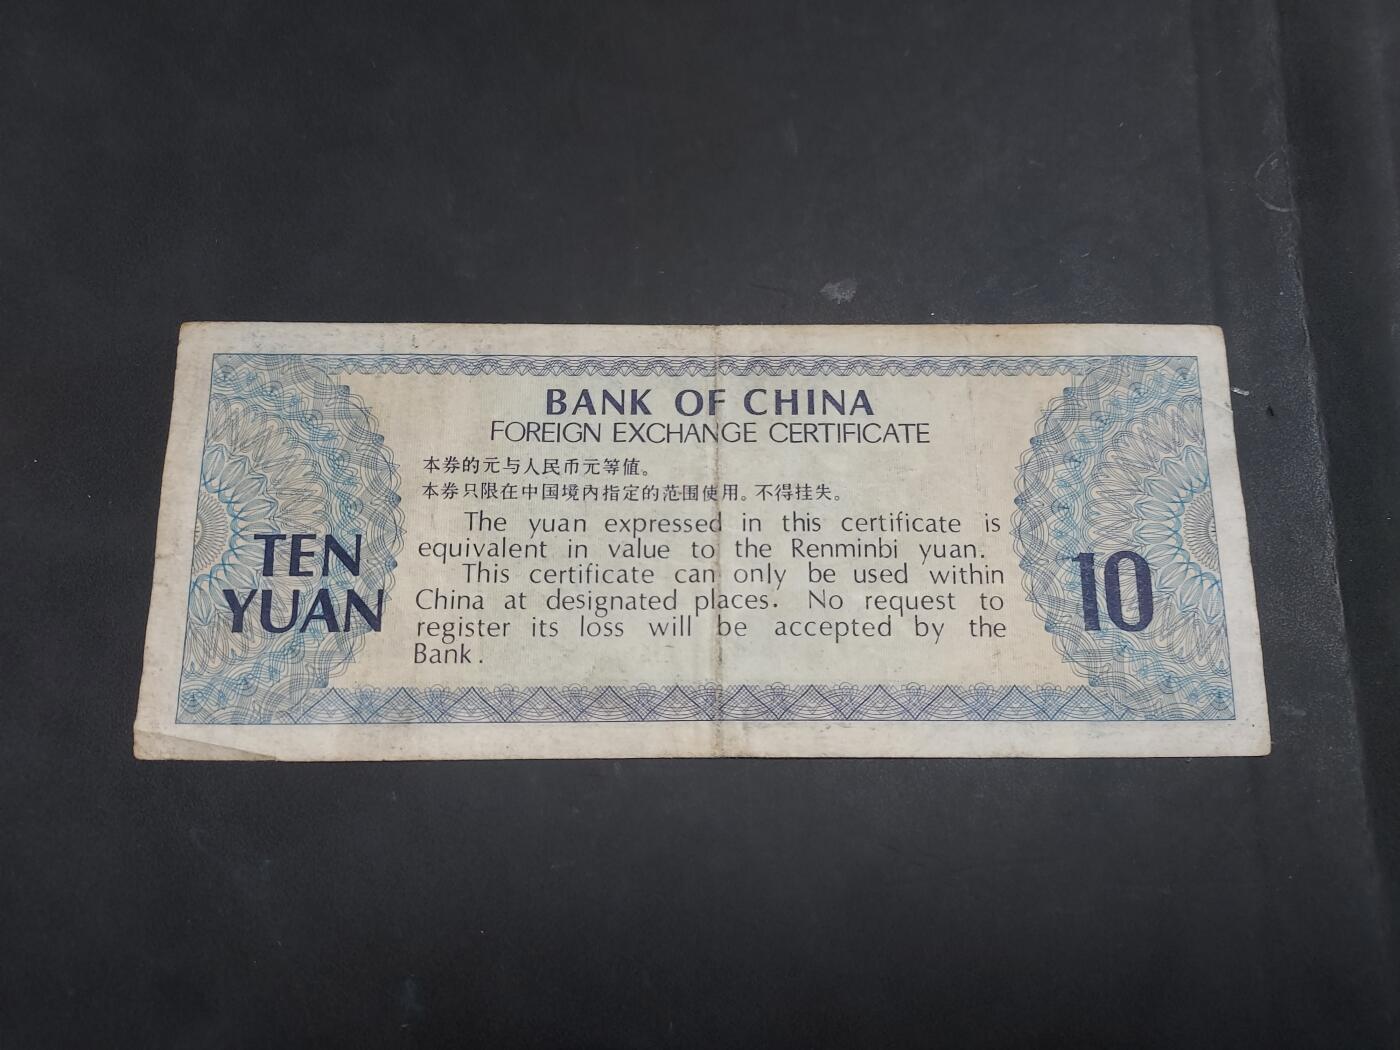 BANK OF CHINA
FOREIGN EXCHANGE CERTIFICATE
本券的元与人民币元等值。
本券只限在中国境内指定的范围使用。不得挂失。
The yuan expressed in this certificate is
equivalent in value to the Renminbi yuan.
This certificate can only be used within
China at designated places. No request to
register its loss will be accepted by the
Bank.
TEN
YUAN
10